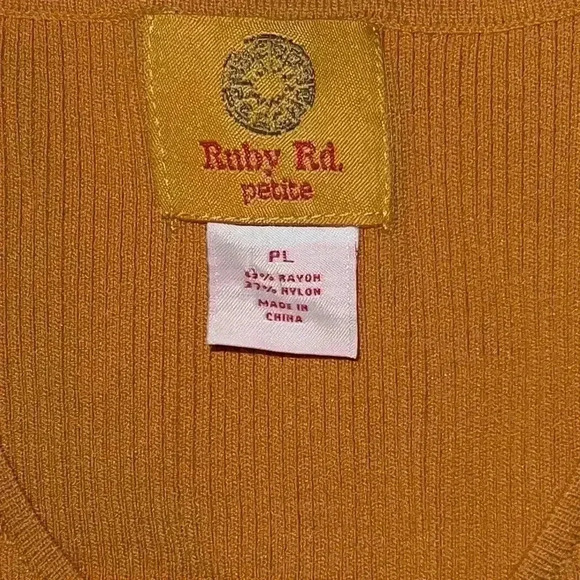 Ruby Rd.
petite
PL
RAYON
37% NYLON
MADE IN
CHINA